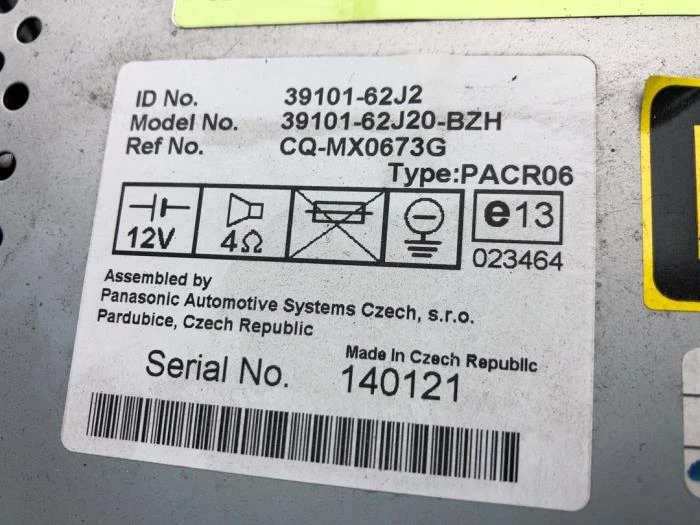 ID No. 39101-62J2
Model No. 39101-62J20-BZH
Ref No. CQ-MX0673G
Type:PACR06
12V 4Ω e13
023464
Assembled by
Panasonic Automotive Systems Czech, s.r.o.
Pardubice, Czech Republic
Made in Czech Republic
Serial No. 140121